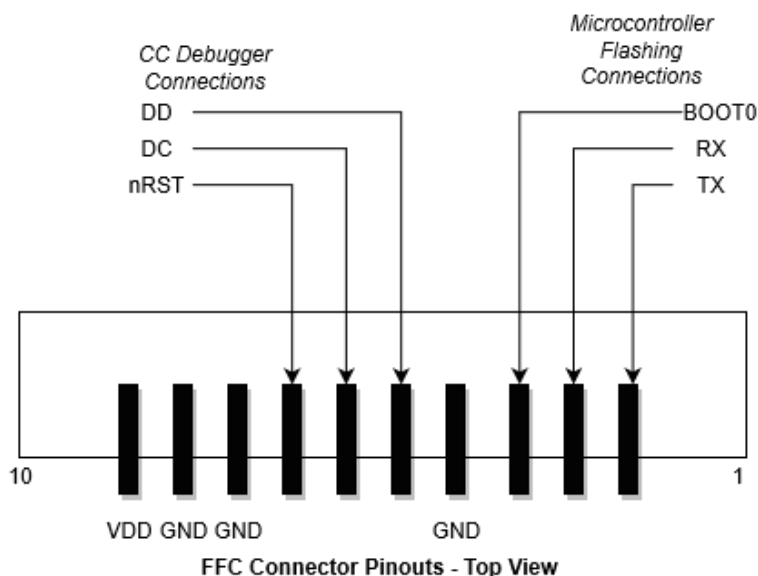 CC Debugger
Connections
DD
DC
nRST
Microcontroller
Flashing
Connections
BOOT0
RX
TX
10
1
VDD GND GND
GND
FFC Connector Pinouts - Top View